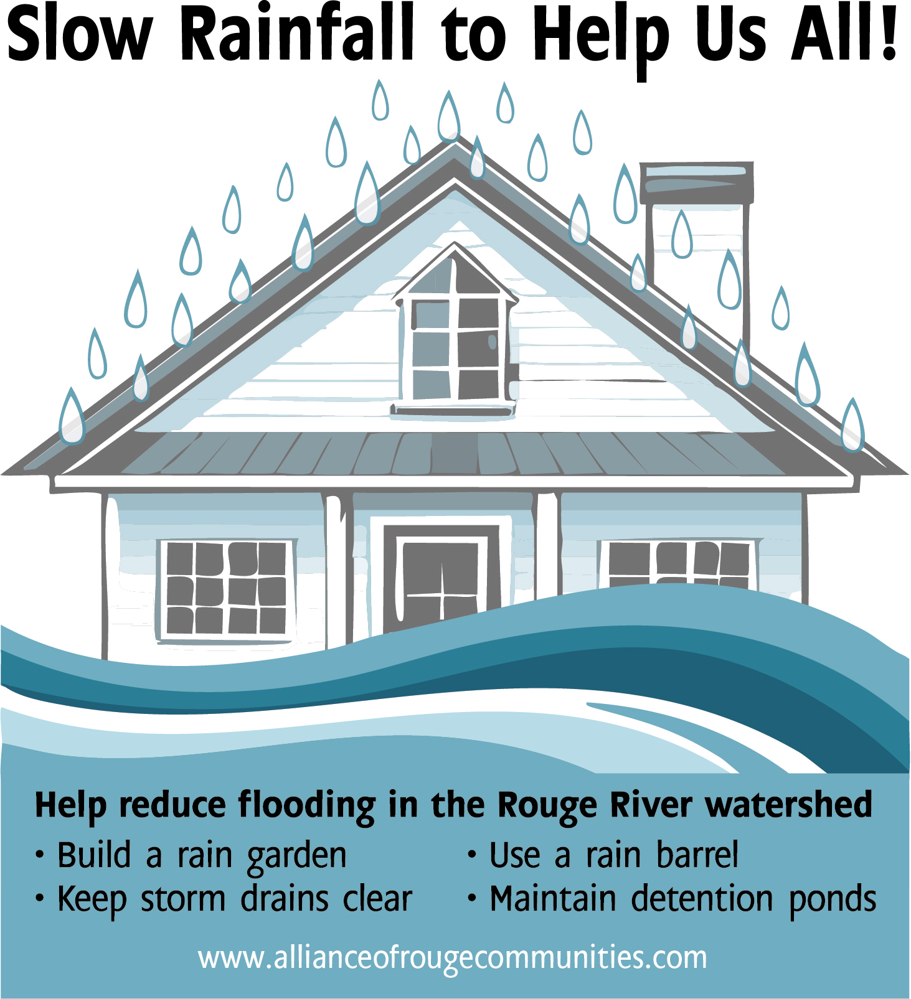 Slow Rainfall to Help Us All!
Help reduce flooding in the Rouge River watershed
• Build a rain garden
• Use a rain barrel
• Keep storm drains clear
• Maintain detention ponds
www.allianceofrougecommunities.com